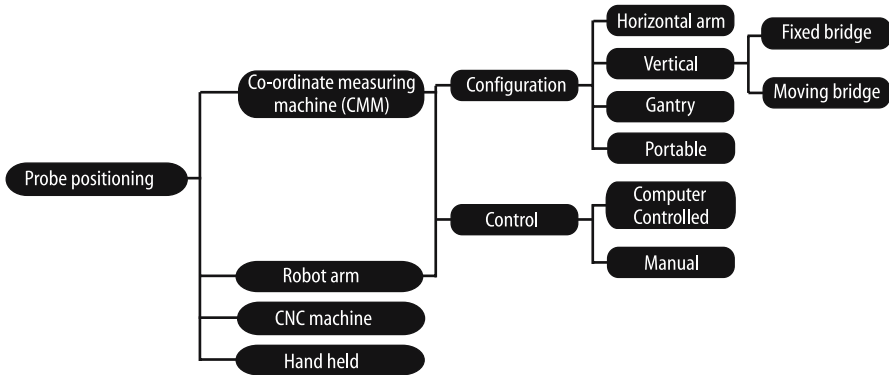 Probe positioning
Co-ordinate measuring
machine (CMM)
Robot arm
CNC machine
Hand held
Configuration
Control
Horizontal arm
Vertical
Gantry
Portable
Computer
Controlled
Manual
Fixed bridge
Moving bridge